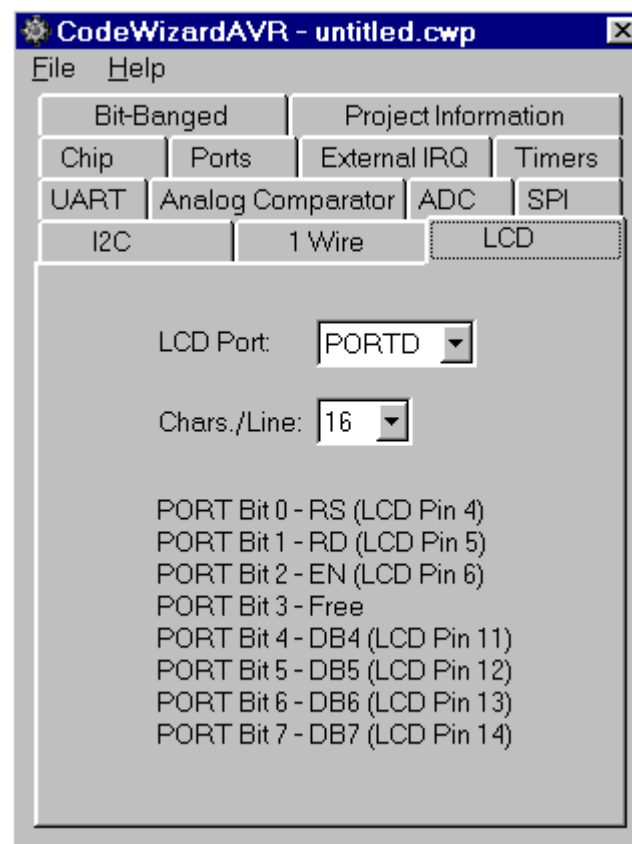 CodeWizardAVR - untitled.cwp
File Help
Bit-Banged Project Information
Chip Ports External IRQ Timers
UART Analog Comparator ADC SPI
I2C 1 Wire LCD
LCD Port: PORTD
Chars./Line: 16
PORT Bit 0 - RS (LCD Pin 4)
PORT Bit 1 - RD (LCD Pin 5)
PORT Bit 2 - EN (LCD Pin 6)
PORT Bit 3 - Free
PORT Bit 4 - DB4 (LCD Pin 11)
PORT Bit 5 - DB5 (LCD Pin 12)
PORT Bit 6 - DB6 (LCD Pin 13)
PORT Bit 7 - DB7 (LCD Pin 14)